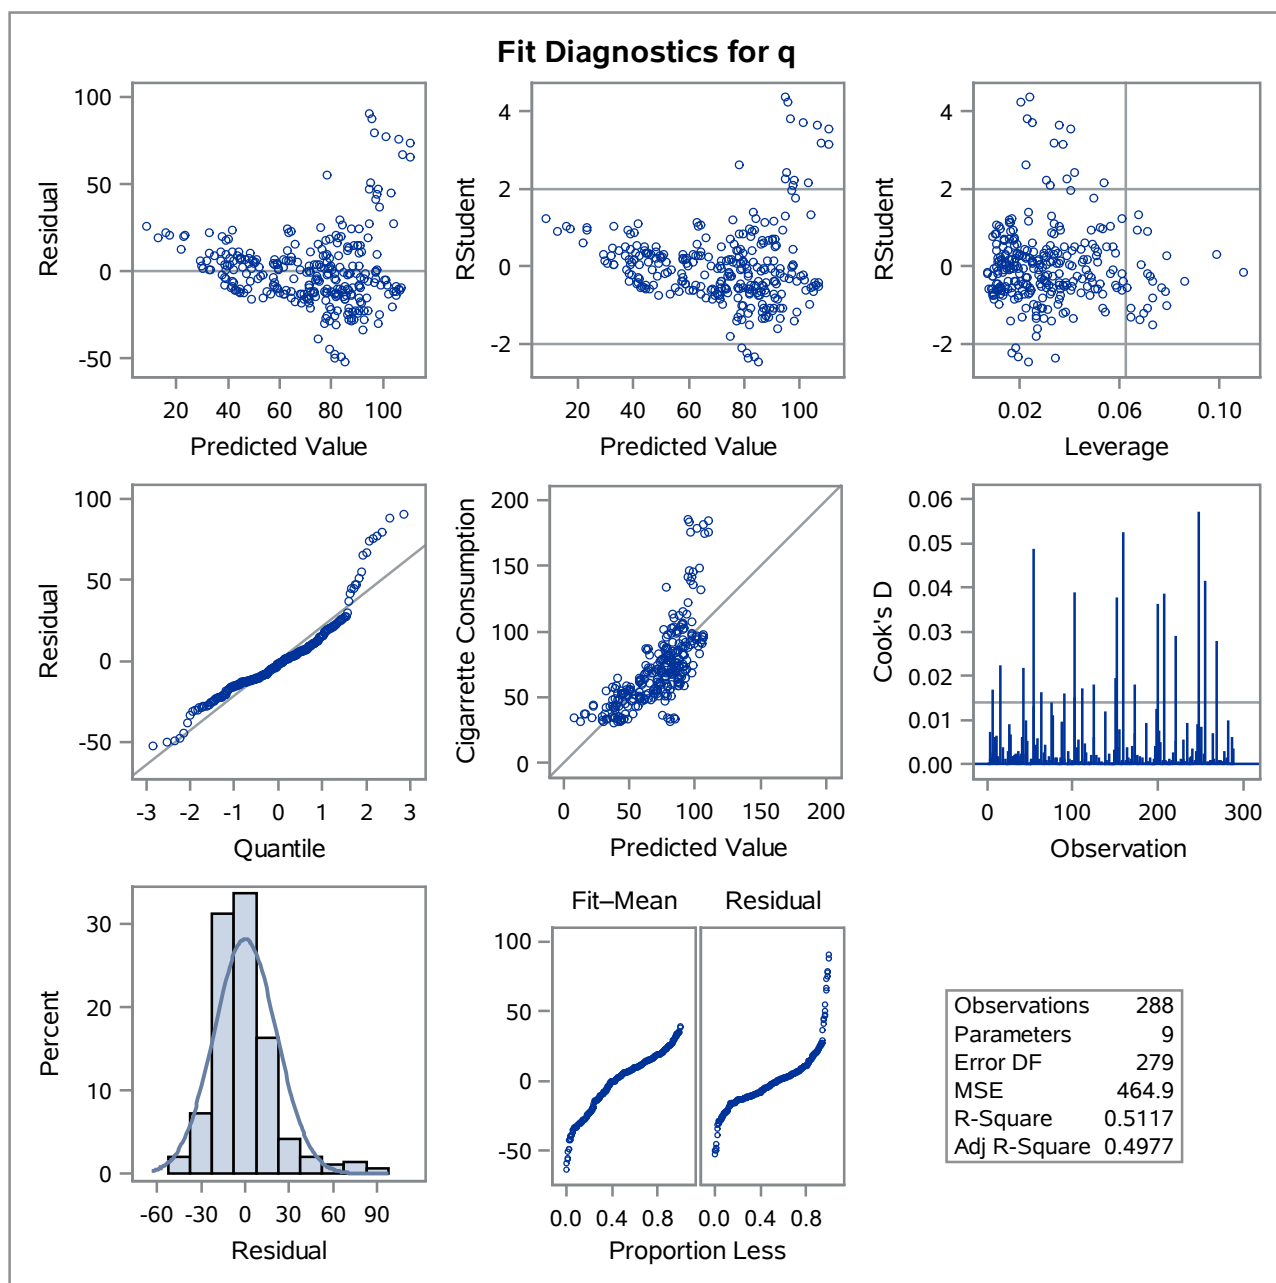 Fit Diagnostics for q
100
50
0
-50
Residual
20 40 60 80 100
Predicted Value
4
2
0
-2
RStudent
20 40 60 80 100
Predicted Value
4
2
0
-2
RStudent
0.02 0.06 0.10
Leverage
100
50
0
-50
Residual
-3 -2 -1 0 1 2 3
Quantile
200
150
100
50
0
Cigarrette Consumption
0 50 100 150 200
Predicted Value
0.06
0.05
0.04
0.03
0.02
0.01
0.00
Cook's D
0 100 200 300
Observation
30
20
10
0
Percent
-60 -30 0 30 60 90
Residual
Fit–Mean Residual
100
50
0
-50
0.0 0.4 0.8 0.0 0.4 0.8
Proportion Less
Observations 288
Parameters 9
Error DF 279
MSE 464.9
R-Square 0.5117
Adj R-Square 0.4977